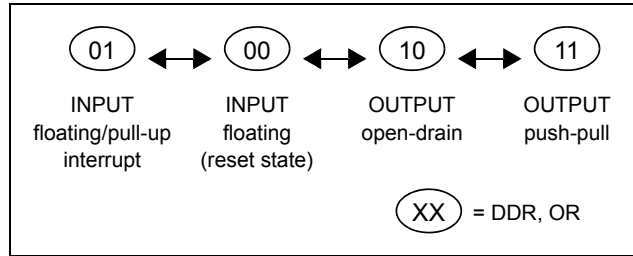 01 00 10 11
INPUT INPUT OUTPUT OUTPUT
floating/pull-up floating open-drain push-pull
interrupt (reset state)
XX = DDR, OR